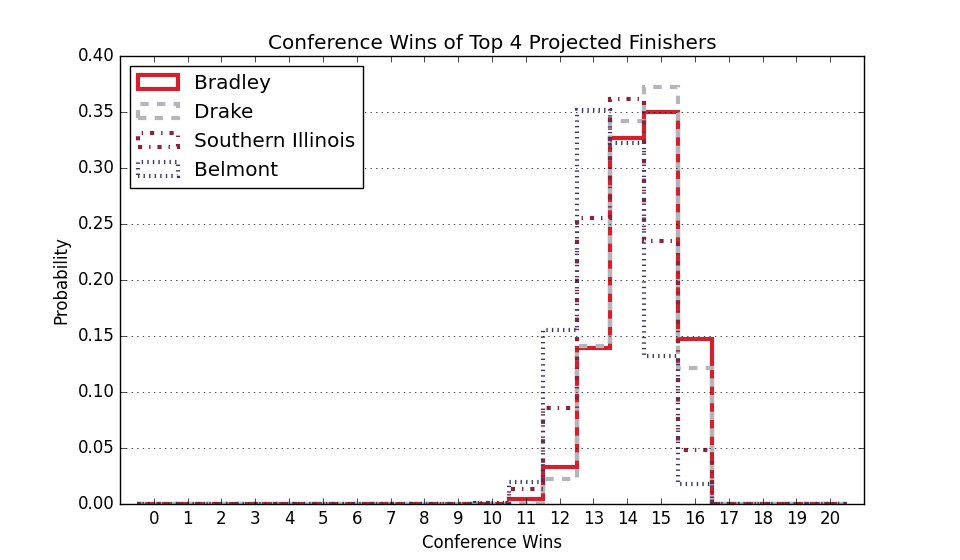 Conference Wins of Top 4 Projected Finishers
0.40
0.35
0.30
0.25
0.20
0.15
0.10
0.05
0.00
Probability
Bradley
Drake
Southern Illinois
Belmont
0 1 2 3 4 5 6 7 8 9 10 11 12 13 14 15 16 17 18 19 20
Conference Wins